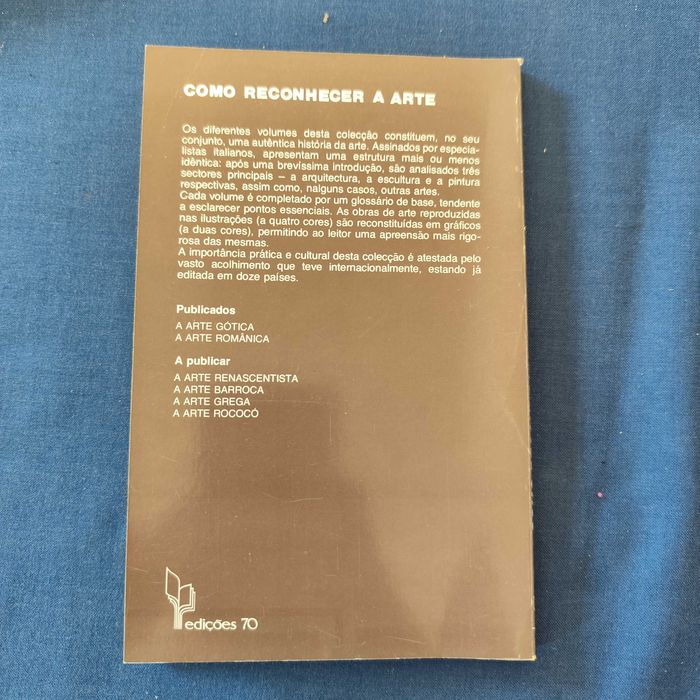 COMO RECONHECER A ARTE
Os diferentes volumes desta colecção constituem, no seu
conjunto, uma autêntica história da arte. Assinados por especia-
listas italianos, apresentam uma estrutura mais ou menos
idêntica: após uma brevíssima introdução, são analisados três
sectores principais – a arquitectura, a escultura e a pintura
respectivas, assim como, nalguns casos, outras artes.
Cada volume é completado por um glossário de base, tendente
a esclarecer pontos essenciais. As obras de arte reproduzidas
nas ilustrações (a quatro cores) são reconstituídas em gráficos
(a duas cores), permitindo ao leitor uma apreensão mais rigo-
rosa das mesmas.
A importância prática e cultural desta colecção é atestada pelo
vasto acolhimento que teve internacionalmente, estando já
editada em doze países.
Publicados
A ARTE GÓTICA
A ARTE ROMÂNICA
A publicar
A ARTE RENASCENTISTA
A ARTE BARROCA
A ARTE GREGA
A ARTE ROCOCÓ
edições 70